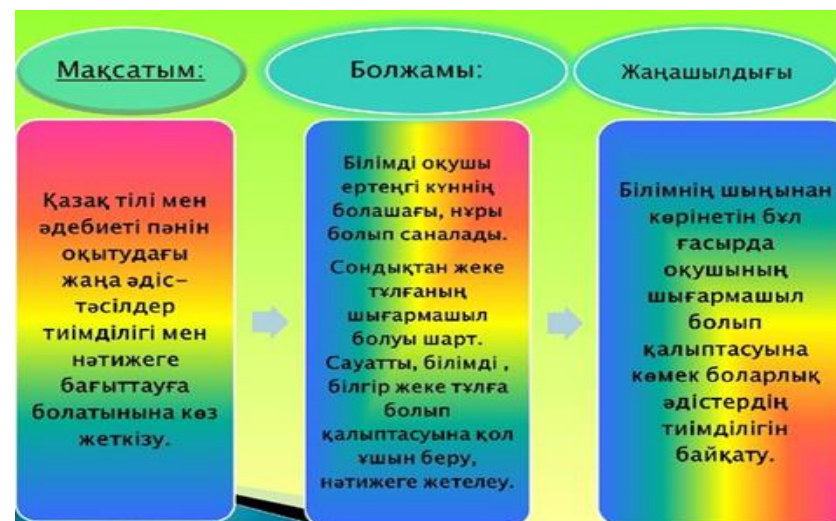 Мақсатым:
Қазақ тілі мен
әдебиеті пәнін
оқытудағы
жаңа әдіс-
тәсілдер
тиімділігі мен
нәтижеге
бағыттауға
болатынына көз
жеткізу.
Болжамы:
Білімді оқушы
ертеңгі күннің
болашағы, нұры
болып саналады.
Сондықтан жеке
тұлғаның
шығармашыл
болуы шарт.
Сауатты, білімді ,
білгір жеке тұлға
болып
қалыптасуына қол
ұшын беру,
нәтижеге жетелеу.
Жаңашылдығы
Білімнің шыңынан
көрінетін бұл
ғасырда
оқушының
шығармашыл
болып
қалыптасуына
көмек боларлық
әдістердің
тиімділігін
байқату.